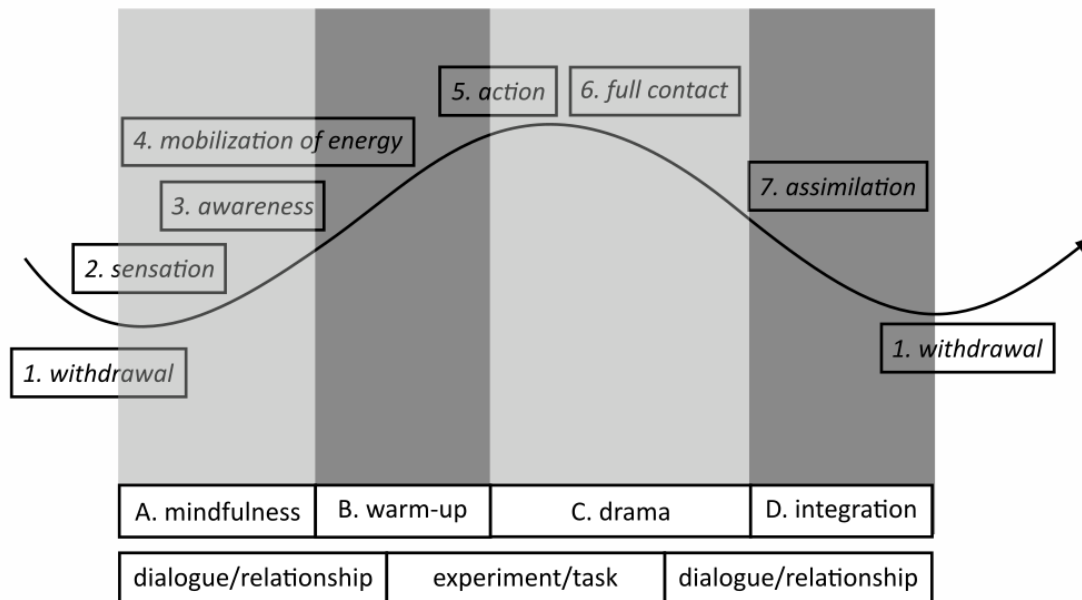 5. action
6. full contact
4. mobilization of energy
3. awareness
7. assimilation
2. sensation
1. withdrawal
1. withdrawal
A. mindfulness
B. warm-up
C. drama
D. integration
dialogue/relationship
experiment/task
dialogue/relationship